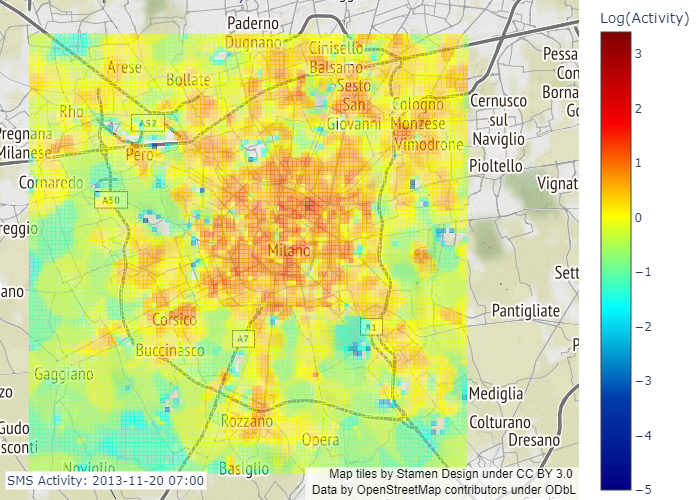 Log(Activity)
3
2
1
0
−1
−2
−3
−4
−5
Paderno
Dugnano
Cinisello
Balsamo
Arese
Bollate
Sesto
San
Giovanni
Rho
A52
Cologno
Monzese
Cernusco
sul
Naviglio
Pessa
Con
Borna
Go
Pregnana
Milanese
Pero
Vimodrone
Pioltello
Cornaredo
Vignat
A50
reggio
Milano
Sett
ano
Corsico
A7
A1
Pantigliate
P
Buccinasco
Gaggiano
zo
Mediglia
Rozzano
Colturano
Gudo
sconti
Opera
Dresano
Noviglio
Basiglio
SMS Activity: 2013-11-20 07:00
Map tiles by Stamen Design under CC BY 3.0
Data by OpenStreetMap contributors under ODbL